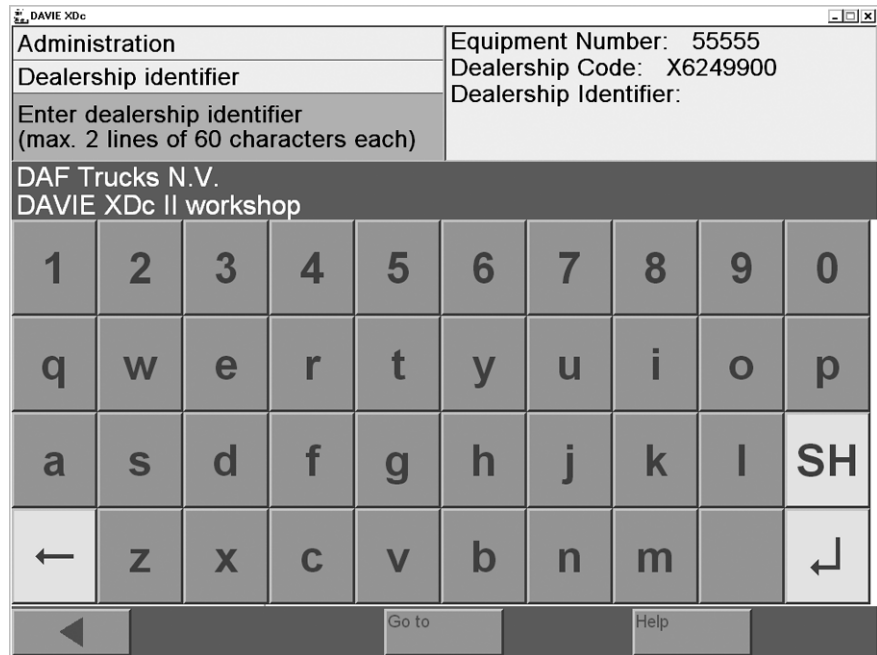 DAVIE XDc
Administration
Dealership identifier
Enter dealership identifier
(max. 2 lines of 60 characters each)
Equipment Number: 55555
Dealership Code: X6249900
Dealership Identifier:
DAF Trucks N.V.
DAVIE XDc II workshop
1 2 3 4 5 6 7 8 9 0
q w e r t y u i o p
a s d f g h j k l SH
z x c v b n m
Go to Help